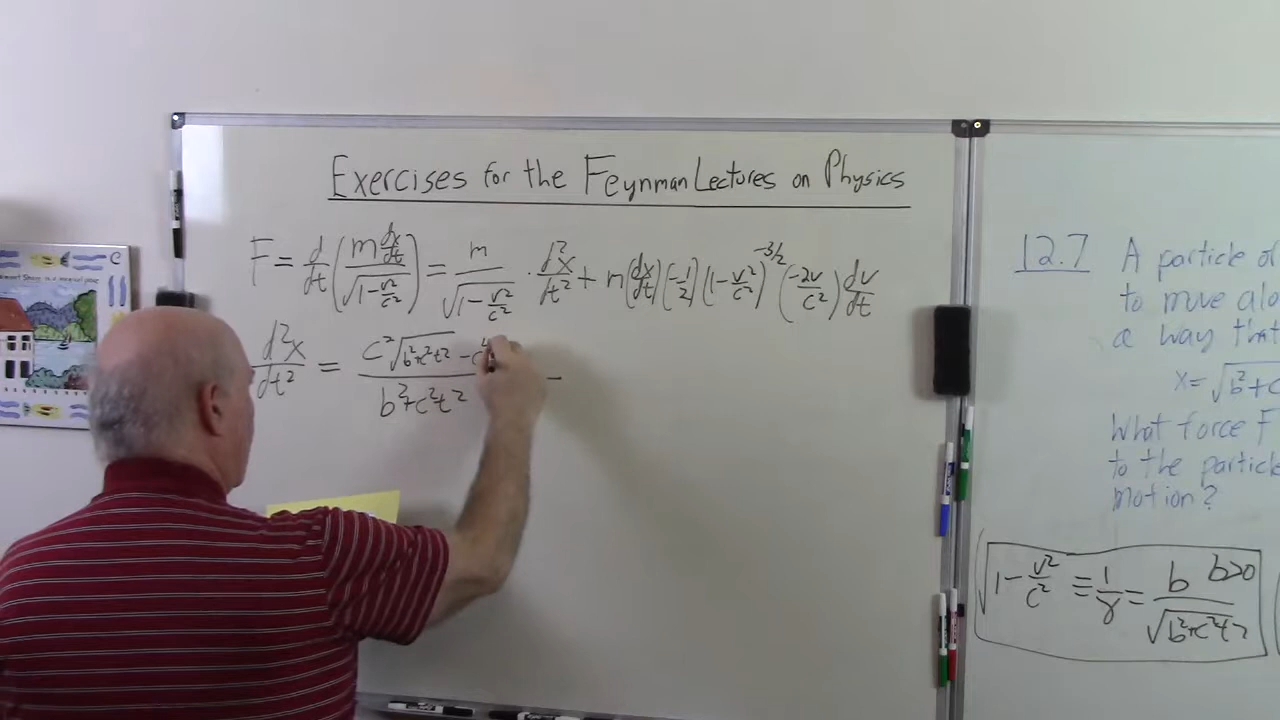 Exercises for the Feynman Lectures on Physics
F = d/dt (m dx/dt / √(1 - v²/c²)) = m/√(1 - v²/c²) · d²x/dt² + m(dx/dt)(-1/2)(1 - v²/c²)^-3/2 (-2v/c²) dv/dt
d²x/dt² = c²√(b²+c²t²) - c⁴ / b²+c²t²
12.7 A particle of
to move alo
a way that
x = √b²+c
What force F
to the particle
motion?
√(1 - v²/c²) = 1/γ = b/√(b²+c²t²) b>0